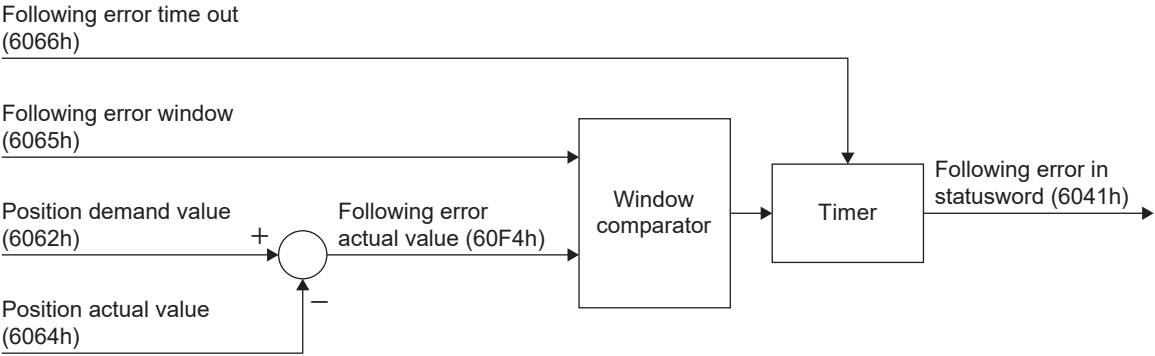 Following error time out
(6066h)
Following error window
(6065h)
Position demand value
(6062h)
+
Position actual value
(6064h)
−
Following error
actual value (60F4h)
Window
comparator
Timer
Following error in
statusword (6041h)